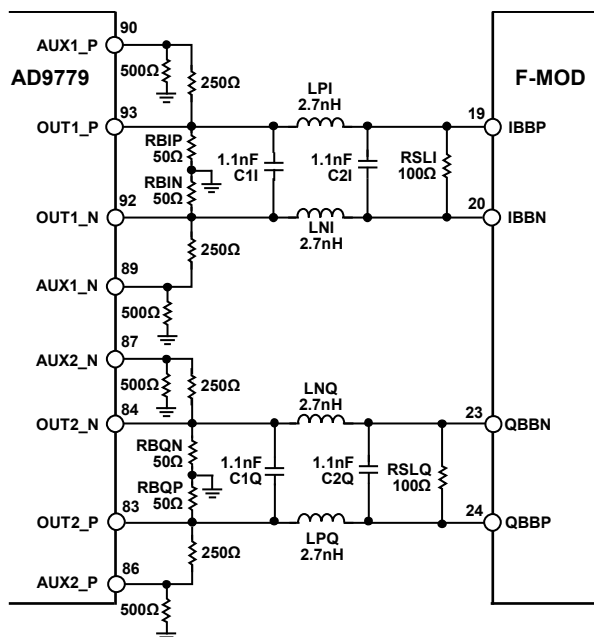 90
AUX1_P
500Ω
250Ω
AD9779
F-MOD
LPI
2.7nH
93
19
OUT1_P
IBBP
RBIP
50Ω
1.1nF
C1I
1.1nF
C2I
RSLI
100Ω
RBIN
50Ω
92
20
OUT1_N
IBBN
LNI
2.7nH
250Ω
89
AUX1_N
500Ω
87
AUX2_N
500Ω
250Ω
LNQ
2.7nH
84
23
OUT2_N
QBBN
RBQN
50Ω
1.1nF
C1Q
1.1nF
C2Q
RSLQ
100Ω
RBQP
50Ω
83
24
OUT2_P
QBBP
LPQ
2.7nH
250Ω
86
AUX2_P
500Ω